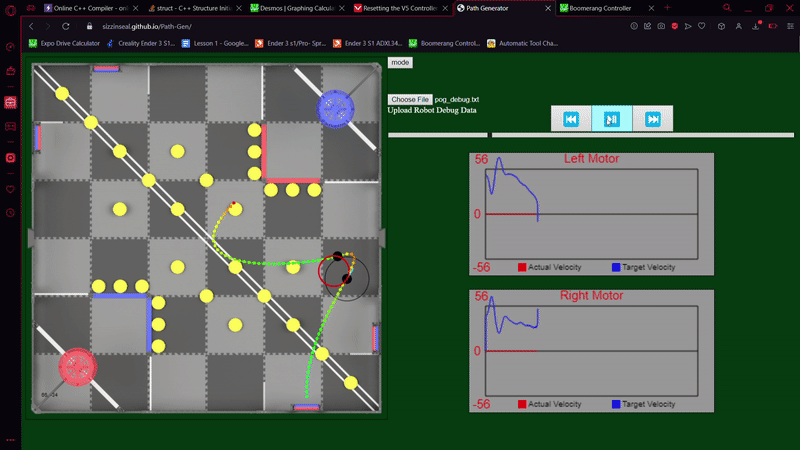 Online C++ Compiler - onl
struct - C++ Structure Initi
Desmos | Graphing Calcula
Resetting the V5 Controlle
Path Generator
Boomerang Controller
sizzinseal.github.io/Path-Gen/
Expo Drive Calculator
Creality Ender 3 S1...
Lesson 1 - Google...
Ender 3 s1/Pro- Spr...
Ender 3 S1 ADXL34...
Boomerang Control...
Automatic Tool Cha...
mode
Choose File pog_debug.txt
Upload Robot Debug Data
56
Left Motor
0
-56
Actual Velocity
Target Velocity
56
Right Motor
0
-56
Actual Velocity
Target Velocity